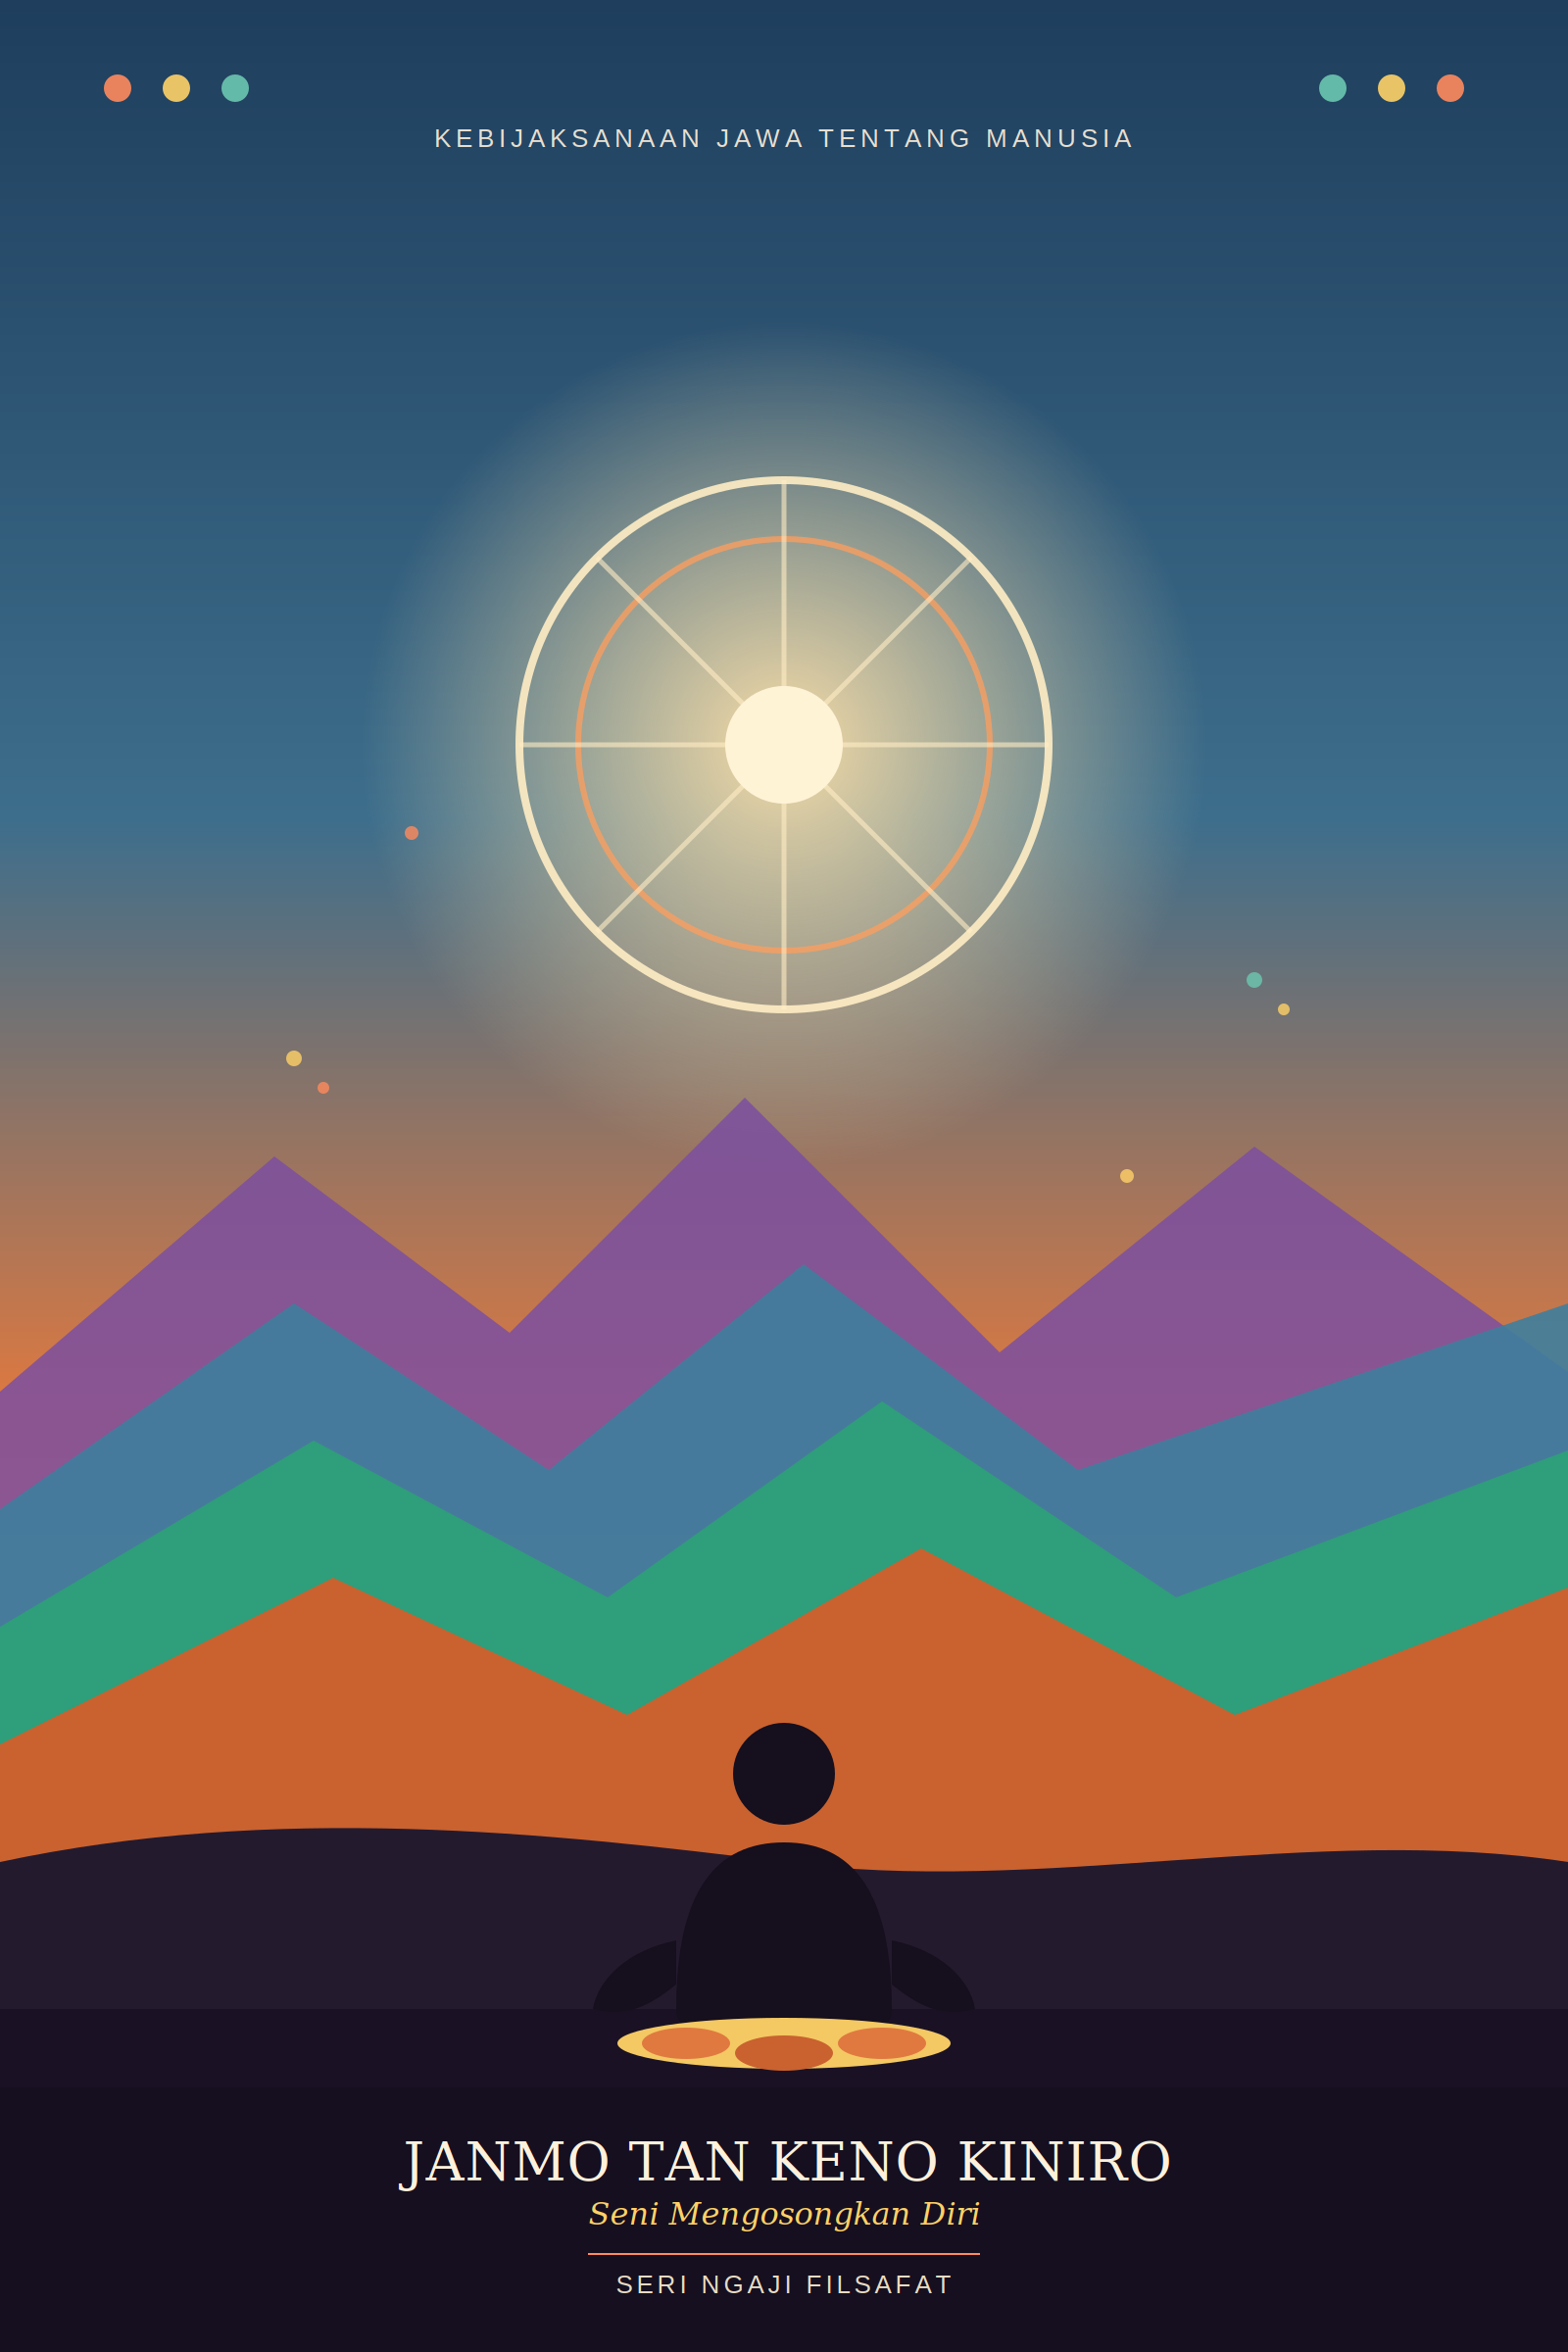 KEBIJAKSANAAN JAWA TENTANG MANUSIA
JANMO TAN KENO KINIRO
Seni Mengosongkan Diri
SERI NGAJI FILSAFAT